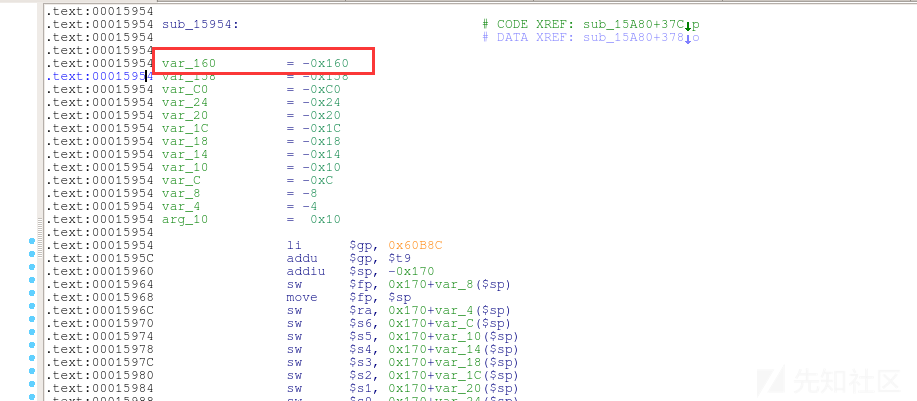 .text:00015954
.text:00015954 sub_15954: # CODE XREF: sub_15A80+37C↓p
.text:00015954 # DATA XREF: sub_15A80+378↓o
.text:00015954
.text:00015954 var_160 = -0x160
.text:00015954 var_158 = -0x158
.text:00015954 var_C0 = -0xC0
.text:00015954 var_24 = -0x24
.text:00015954 var_20 = -0x20
.text:00015954 var_1C = -0x1C
.text:00015954 var_18 = -0x18
.text:00015954 var_14 = -0x14
.text:00015954 var_10 = -0x10
.text:00015954 var_C = -0xC
.text:00015954 var_8 = -8
.text:00015954 var_4 = -4
.text:00015954 arg_10 = 0x10
.text:00015954
.text:00015954 li $gp, 0x60B8C
.text:0001595C addu $gp, $t9
.text:00015960 addiu $sp, -0x170
.text:00015964 sw $fp, 0x170+var_8($sp)
.text:00015968 move $fp, $sp
.text:0001596C sw $ra, 0x170+var_4($sp)
.text:00015970 sw $s6, 0x170+var_C($sp)
.text:00015974 sw $s5, 0x170+var_10($sp)
.text:00015978 sw $s4, 0x170+var_14($sp)
.text:0001597C sw $s3, 0x170+var_18($sp)
.text:00015980 sw $s2, 0x170+var_1C($sp)
.text:00015984 sw $s1, 0x170+var_20($sp)
.text:00015988 sw $s0, 0x170+var_24($sp)
先知社区